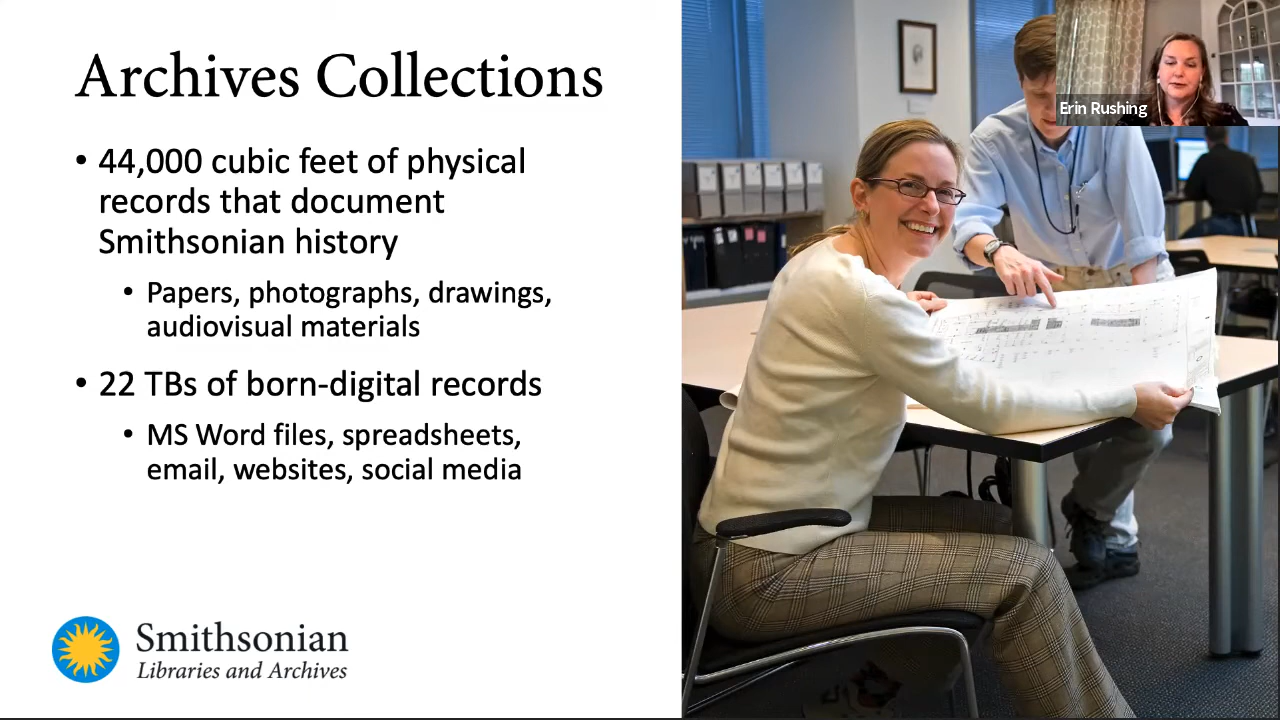 Archives Collections
• 44,000 cubic feet of physical
records that document
Smithsonian history
• Papers, photographs, drawings,
audiovisual materials
• 22 TBs of born-digital records
• MS Word files, spreadsheets,
email, websites, social media
Smithsonian
Libraries and Archives
Erin Rushing